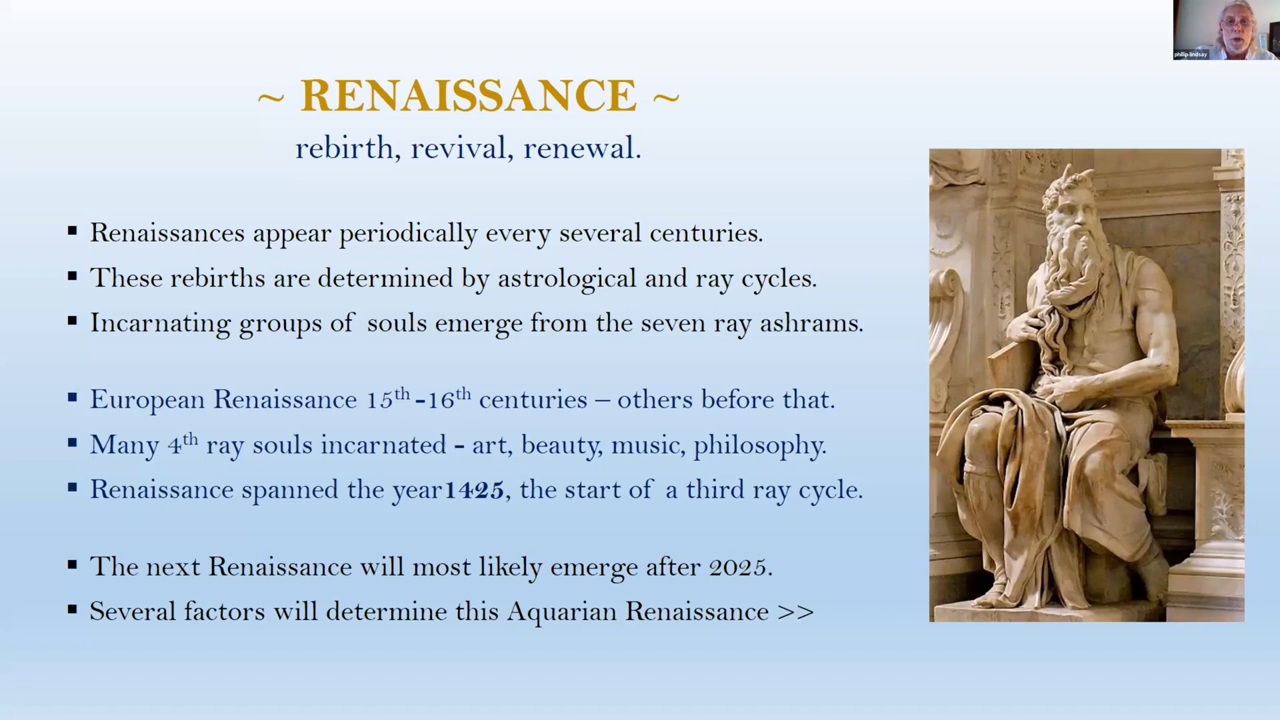 phillip lindsay
~ RENAISSANCE ~
rebirth, revival, renewal.
▪ Renaissances appear periodically every several centuries.
▪ These rebirths are determined by astrological and ray cycles.
▪ Incarnating groups of souls emerge from the seven ray ashrams.
▪ European Renaissance 15th -16th centuries – others before that.
▪ Many 4th ray souls incarnated - art, beauty, music, philosophy.
▪ Renaissance spanned the year1425, the start of a third ray cycle.
▪ The next Renaissance will most likely emerge after 2025.
▪ Several factors will determine this Aquarian Renaissance >>